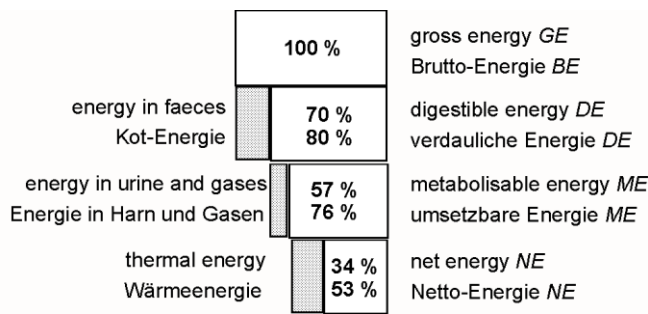 100 %
gross energy GE
Brutto-Energie BE
energy in faeces
Kot-Energie
70 %
80 %
digestible energy DE
verdauliche Energie DE
energy in urine and gases
Energie in Harn und Gasen
57 %
76 %
metabolisable energy ME
umsetzbare Energie ME
thermal energy
Wärmeenergie
34 %
53 %
net energy NE
Netto-Energie NE